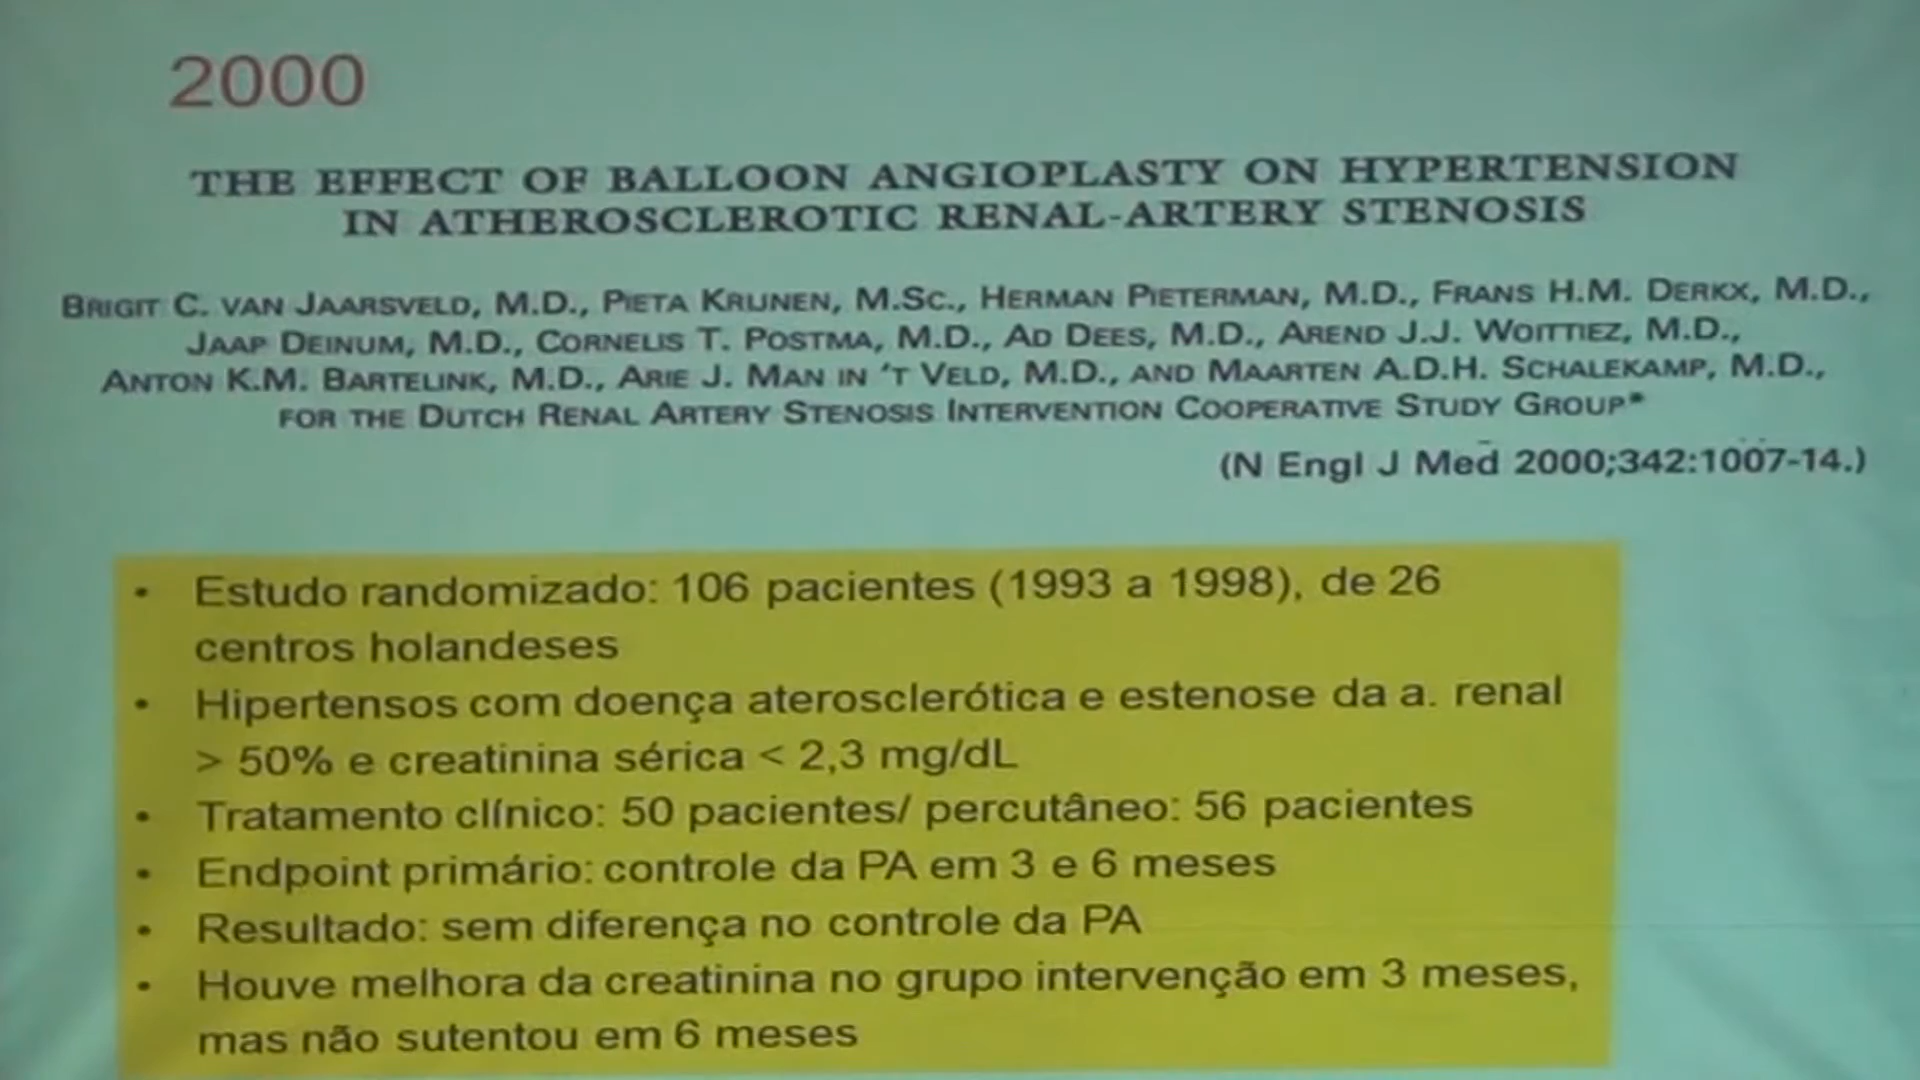 2000
THE EFFECT OF BALLOON ANGIOPLASTY ON HYPERTENSION
IN ATHEROSCLEROTIC RENAL-ARTERY STENOSIS
BRIGIT C. VAN JAARSVELD, M.D., PIETA KRIJNEN, M.SC., HERMAN PIETERMAN, M.D., FRANS H.M. DERKX, M.D.,
JAAP DEINUM, M.D., CORNELIS T. POSTMA, M.D., AD DEES, M.D., AREND J.J. WOITTIEZ, M.D.,
ANTON K.M. BARTELINK, M.D., ARIE J. MAN IN 'T VELD, M.D., AND MAARTEN A.D.H. SCHALEKAMP, M.D.,
FOR THE DUTCH RENAL ARTERY STENOSIS INTERVENTION COOPERATIVE STUDY GROUP*
(N Engl J Med 2000;342:1007-14.)
• Estudo randomizado: 106 pacientes (1993 a 1998), de 26
centros holandeses
• Hipertensos com doença aterosclerótica e estenose da a. renal
> 50% e creatinina sérica < 2,3 mg/dL
• Tratamento clínico: 50 pacientes/ percutâneo: 56 pacientes
• Endpoint primário: controle da PA em 3 e 6 meses
• Resultado: sem diferença no controle da PA
• Houve melhora da creatinina no grupo intervenção em 3 meses,
mas não sutentou em 6 meses